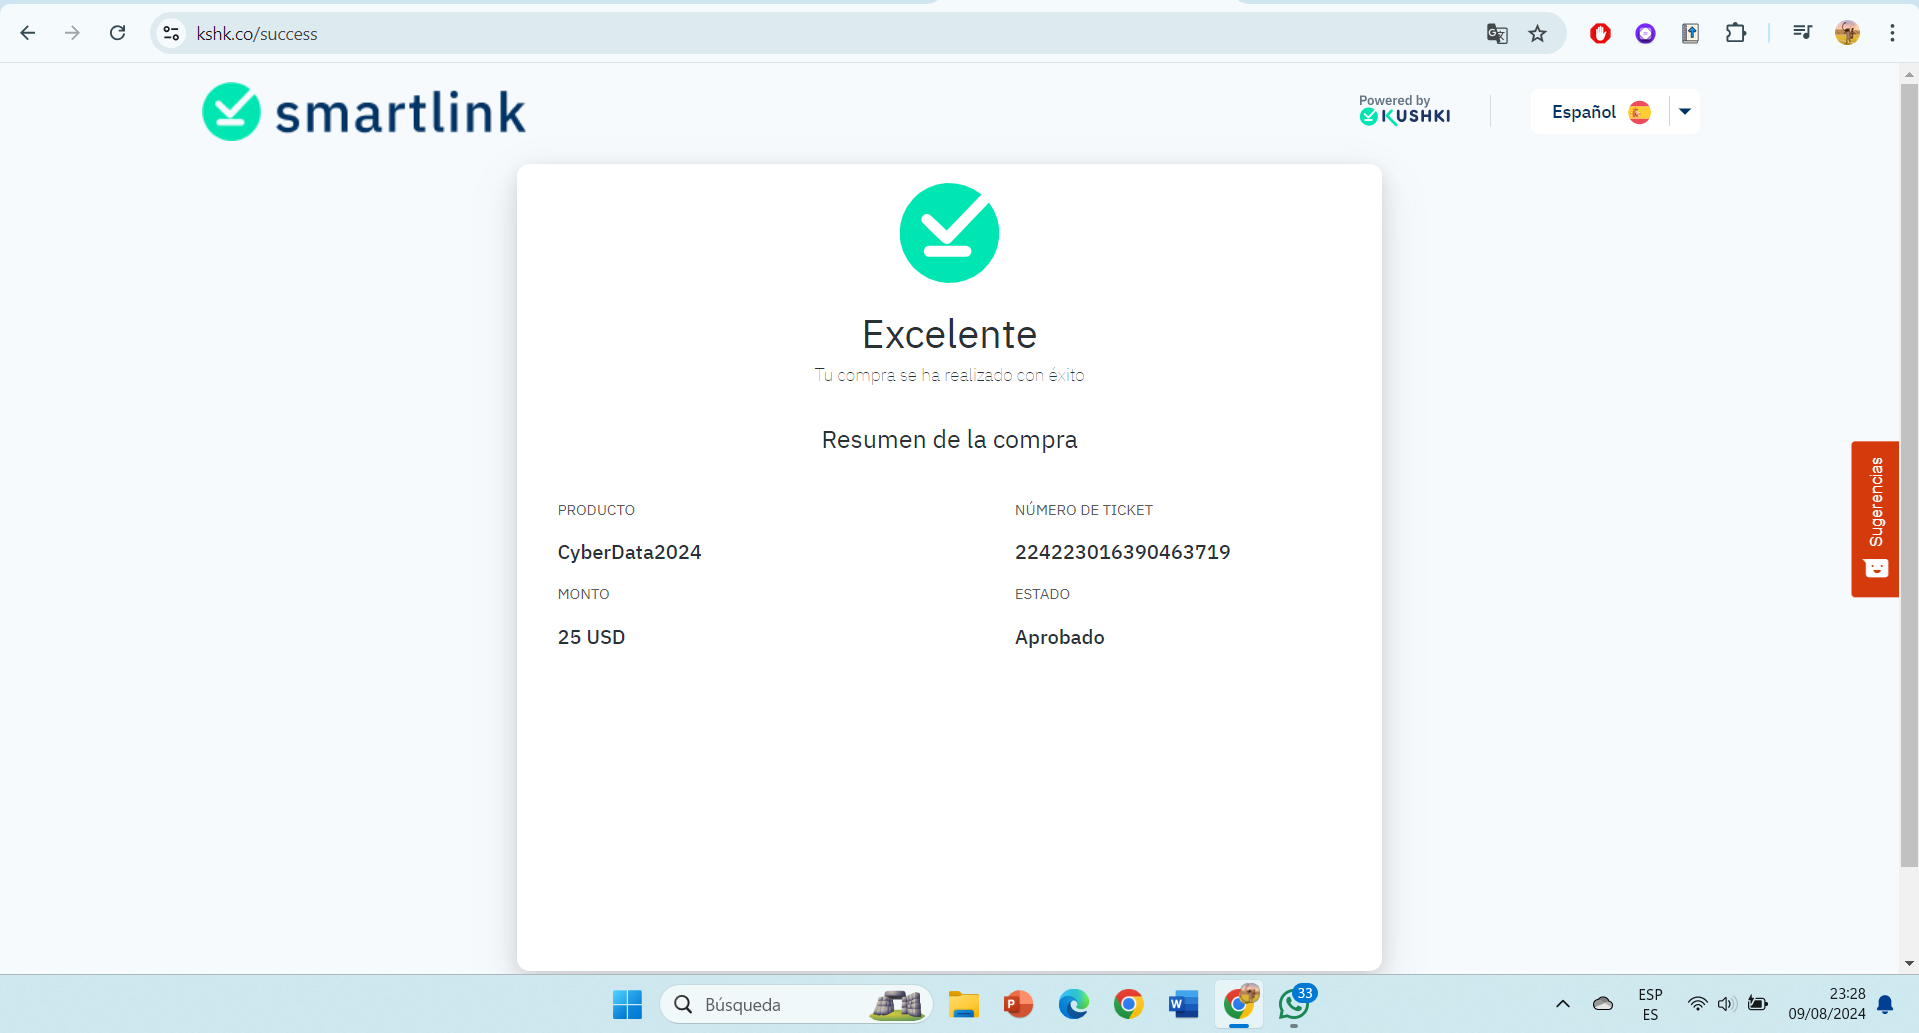 kshk.co/success
smartlink
Powered by
KUSHKI
Español
Excelente
Tu compra se ha realizado con éxito
Resumen de la compra
PRODUCTO
NÚMERO DE TICKET
CyberData2024
224223016390463719
MONTO
ESTADO
25 USD
Aprobado
Sugerencias
Búsqueda
33
ESP
ES
23:28
09/08/2024